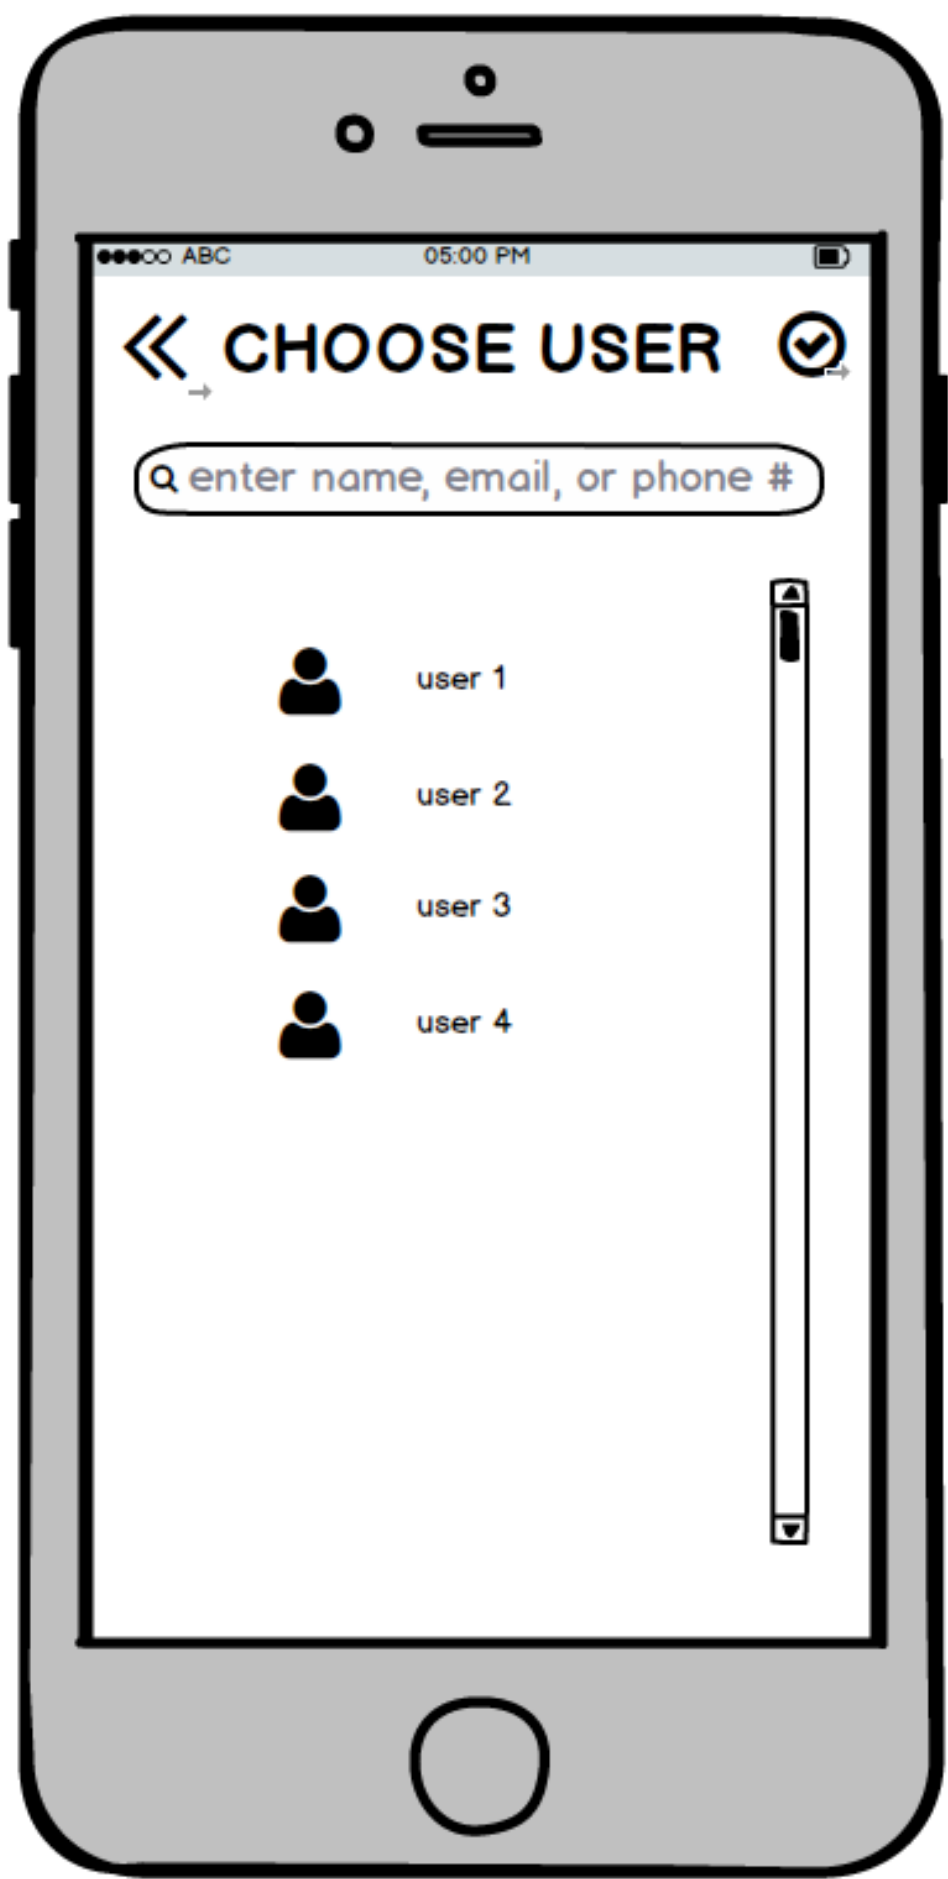 ABC 05:00 PM
CHOOSE USER
enter name, email, or phone #
user 1
user 2
user 3
user 4